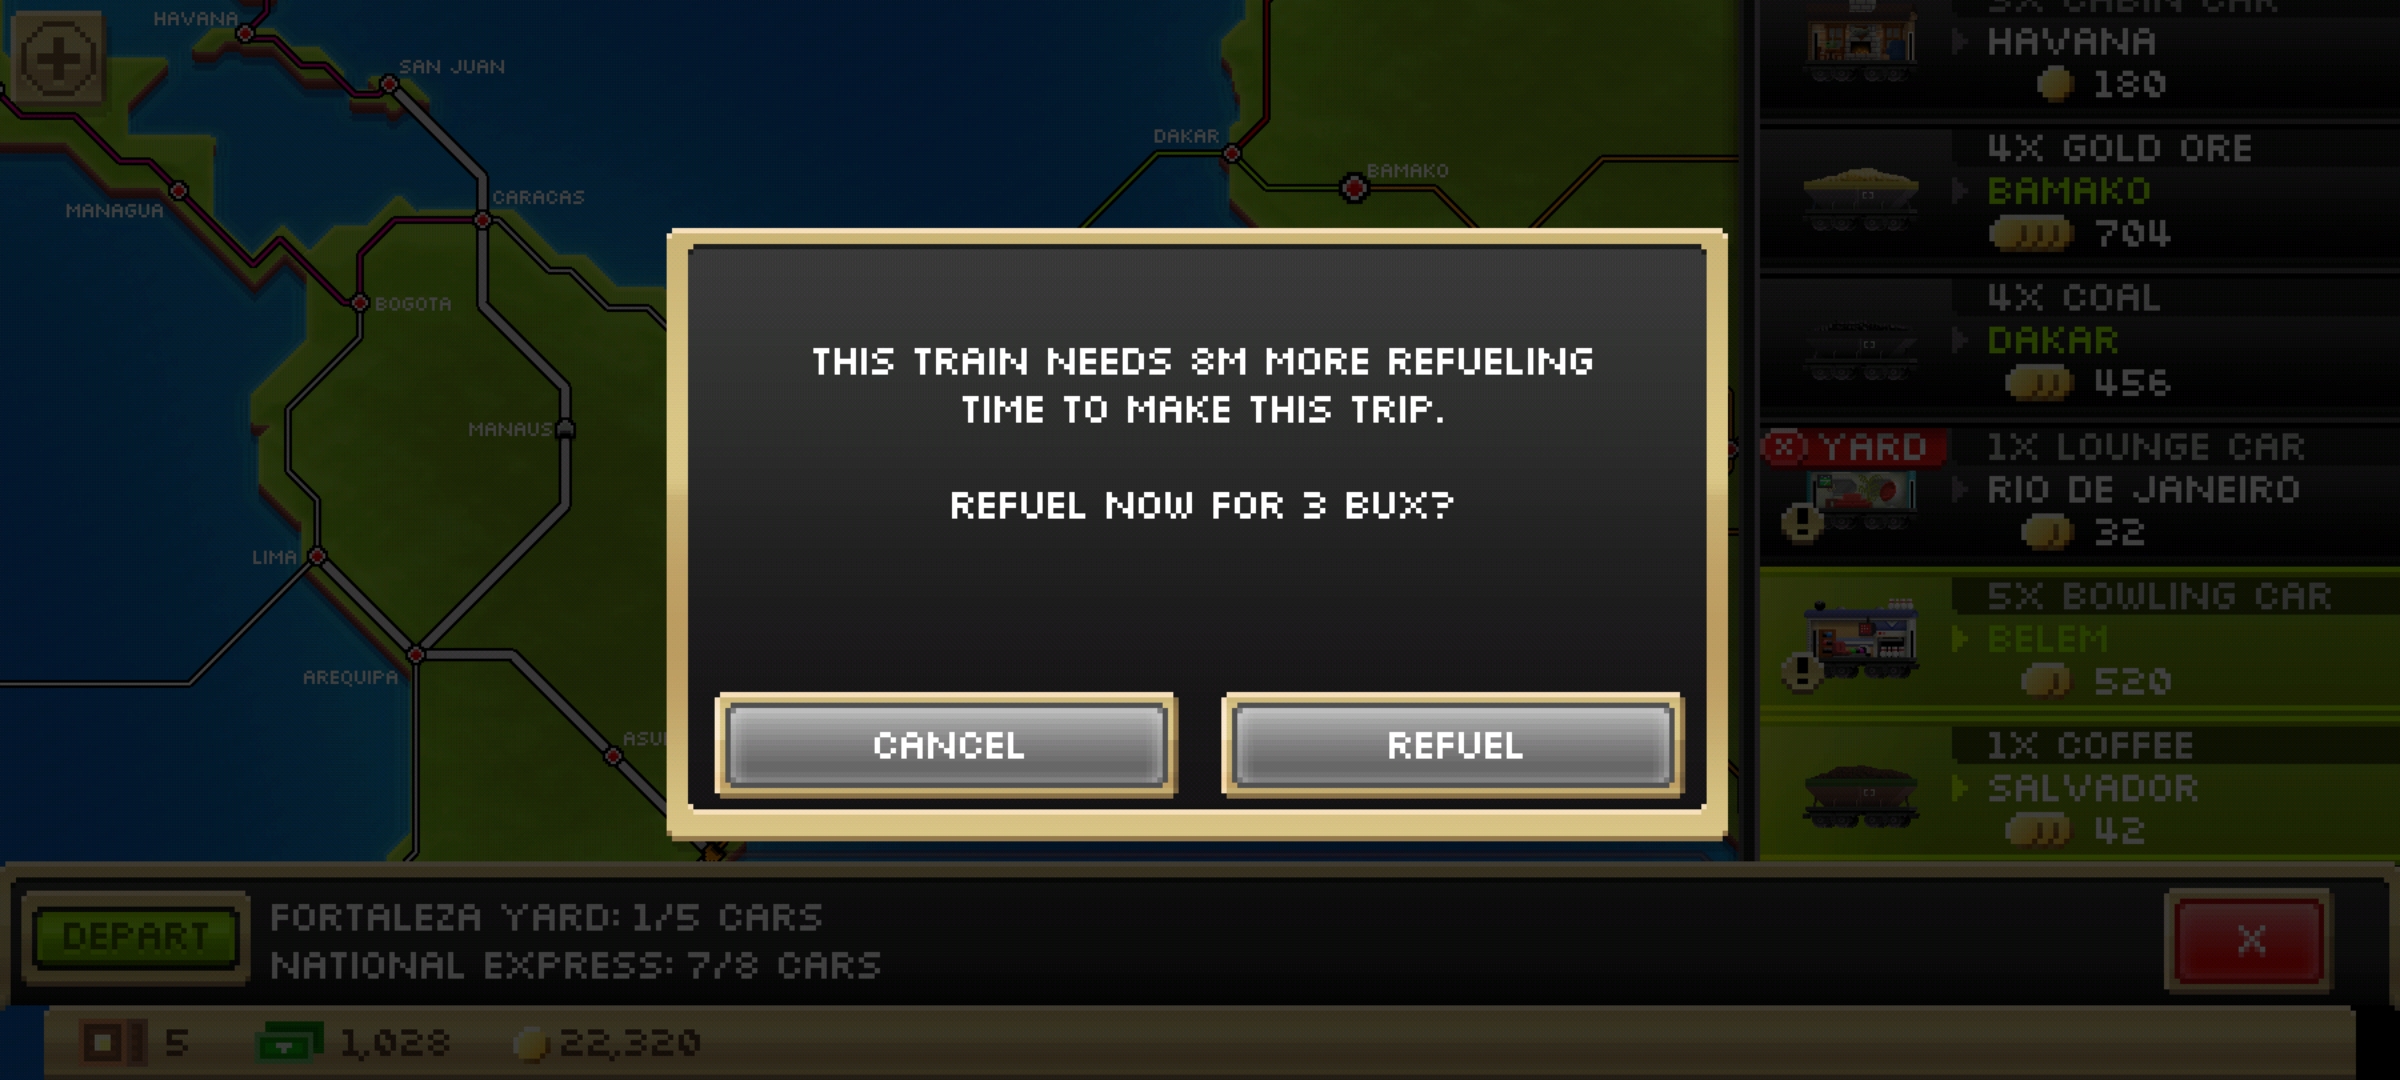 HAVANA
SAN JUAN
MANAGUA
CARACAS
BOGOTA
MANAUS
LIMA
AREQUIPA
DAKAR
BAMAKO
THIS TRAIN NEEDS 8M MORE REFUELING
TIME TO MAKE THIS TRIP.
REFUEL NOW FOR 3 BUX?
CANCEL
REFUEL
5X CABIN CAR
HAVANA
180
4X GOLD ORE
BAMAKO
704
4X COAL
DAKAR
456
YARD
1X LOUNGE CAR
RIO DE JANEIRO
32
5X BOWLING CAR
BELEM
520
1X COFFEE
SALVADOR
42
DEPART
FORTALEZA YARD: 1/5 CARS
NATIONAL EXPRESS: 7/8 CARS
X
5
1,028
22,320